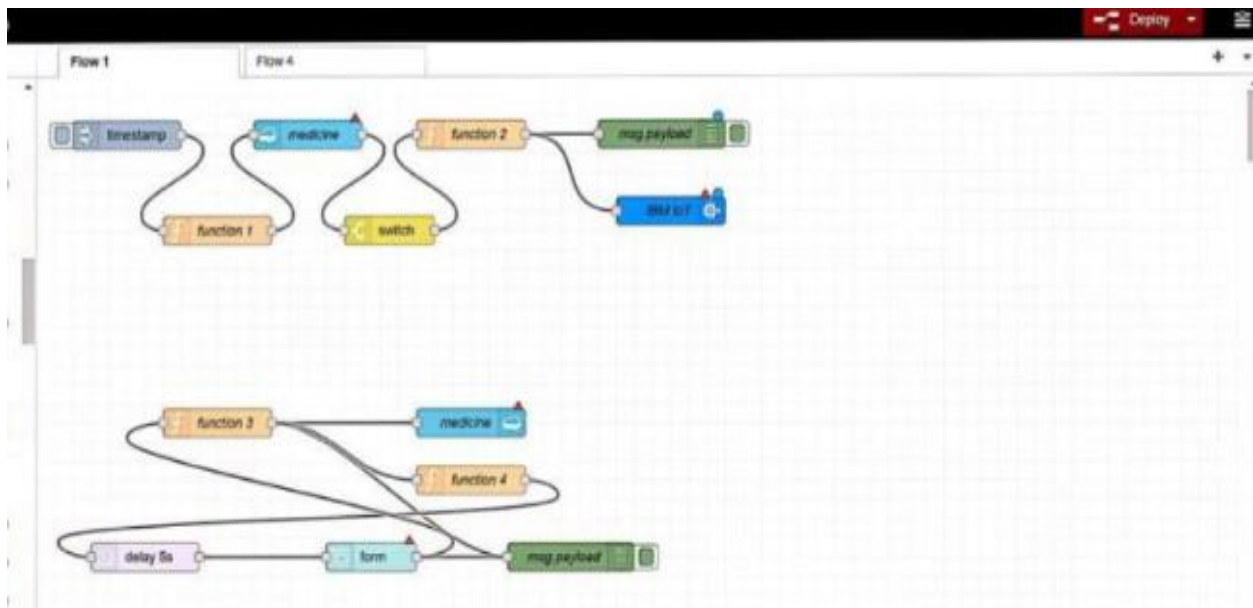 Deploy
Flow 1
Flow 4
timestamp
medicine
function 2
msg.payload
function 1
switch
IBM IoT
function 3
medicine
function 4
delay 5s
form
msg.payload